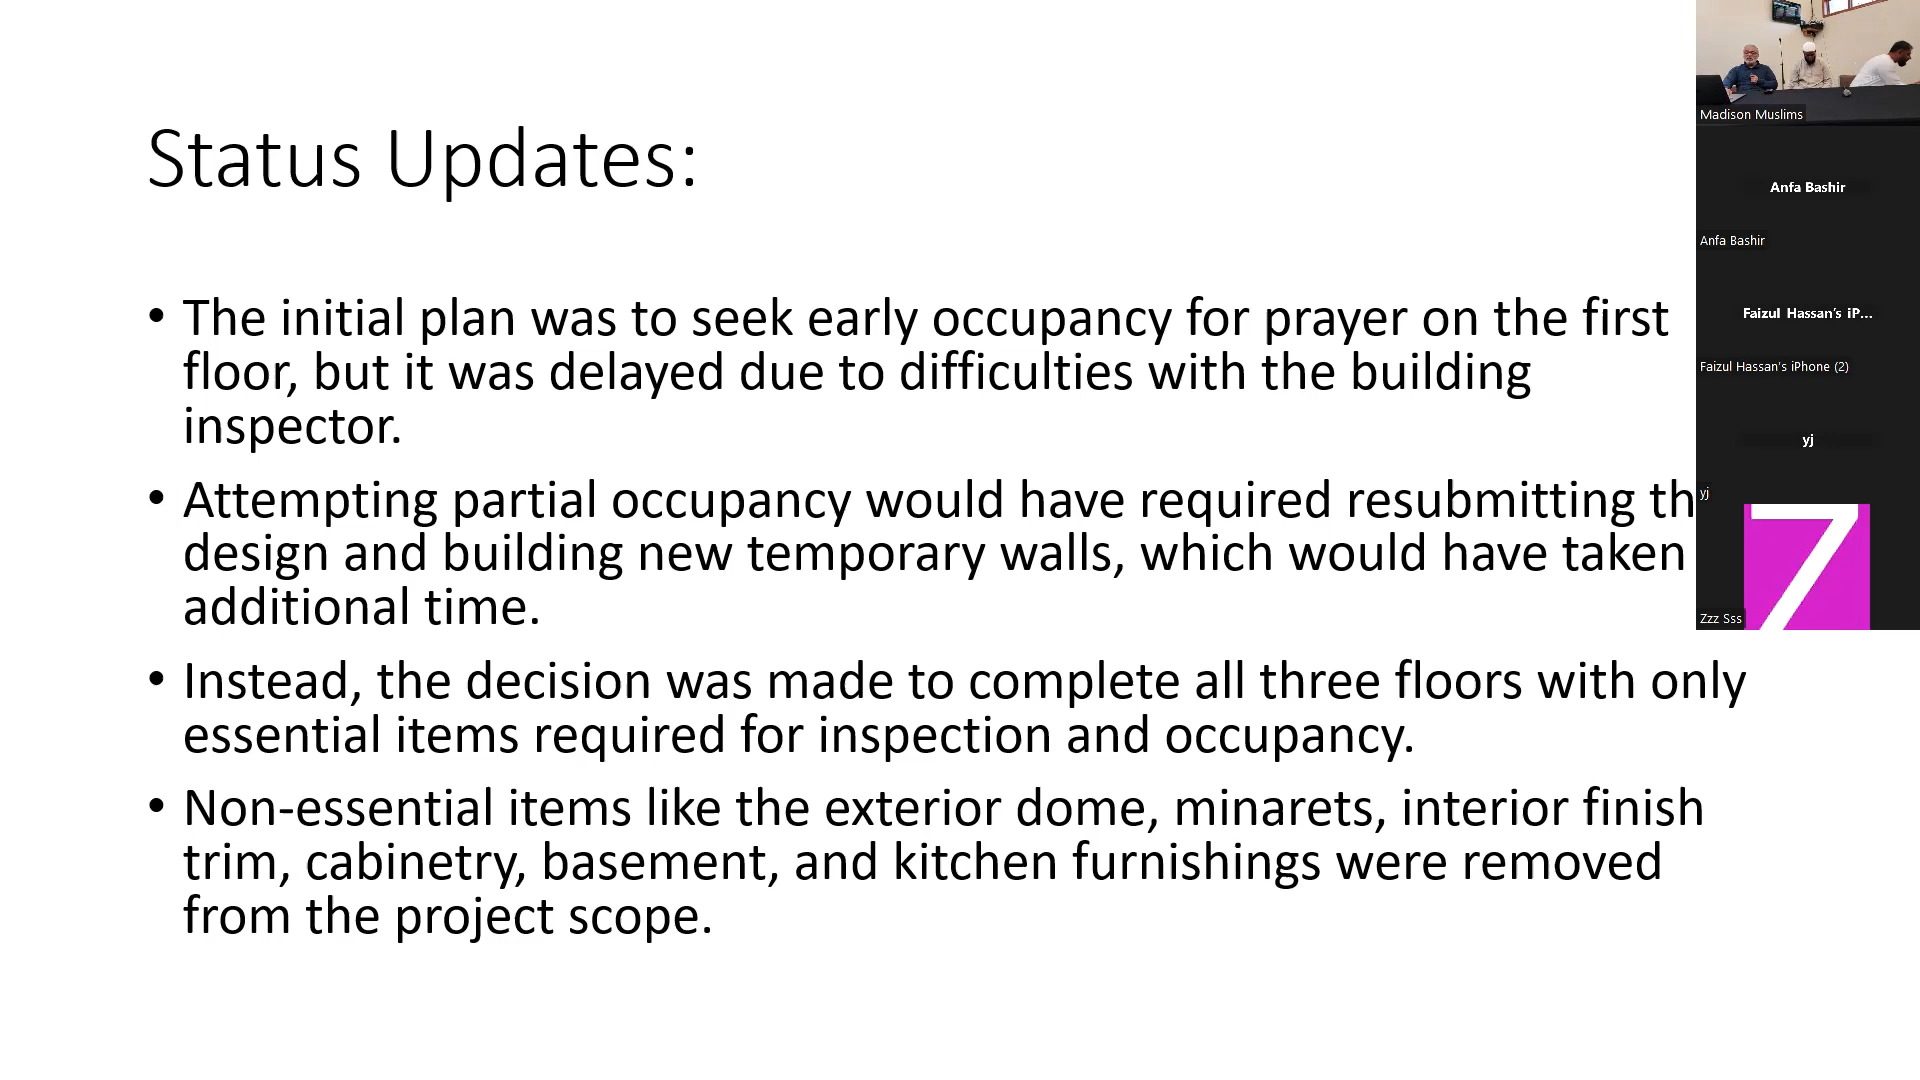 Status Updates:
• The initial plan was to seek early occupancy for prayer on the first
floor, but it was delayed due to difficulties with the building
inspector.
• Attempting partial occupancy would have required resubmitting th
design and building new temporary walls, which would have taken
additional time.
• Instead, the decision was made to complete all three floors with only
essential items required for inspection and occupancy.
• Non-essential items like the exterior dome, minarets, interior finish
trim, cabinetry, basement, and kitchen furnishings were removed
from the project scope.
Madison Muslims
Anfa Bashir
Anfa Bashir
Faizul Hassan's iP...
Faizul Hassan's iPhone (2)
yj
yj
Z
Zzz Sss